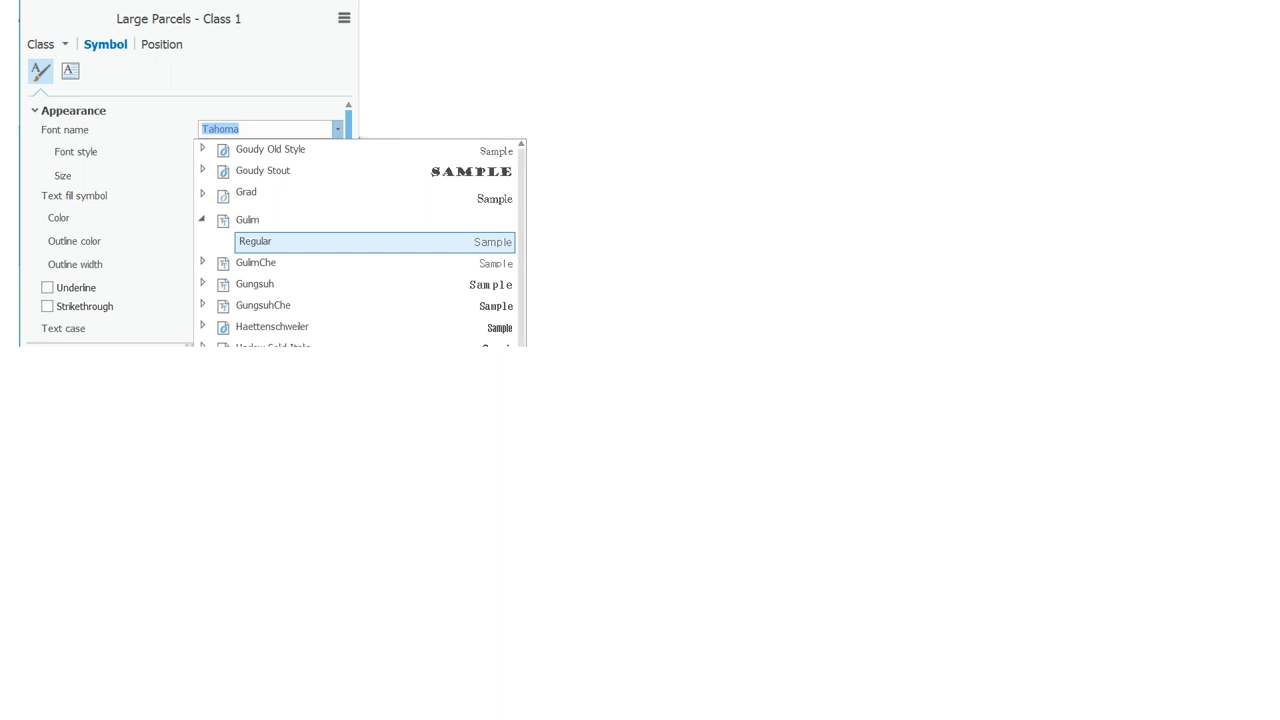 Large Parcels - Class 1
Class Symbol Position
Appearance
Font name Tahoma
Font style
Size
Text fill symbol
Color
Outline color
Outline width
Underline
Strikethrough
Text case
Goudy Old Style Sample
Goudy Stout SAMPLE
Grad Sample
Gulim
Regular Sample
GulimChe Sample
Gungsuh Sample
GungsuhChe Sample
Haettenschweiler Sample